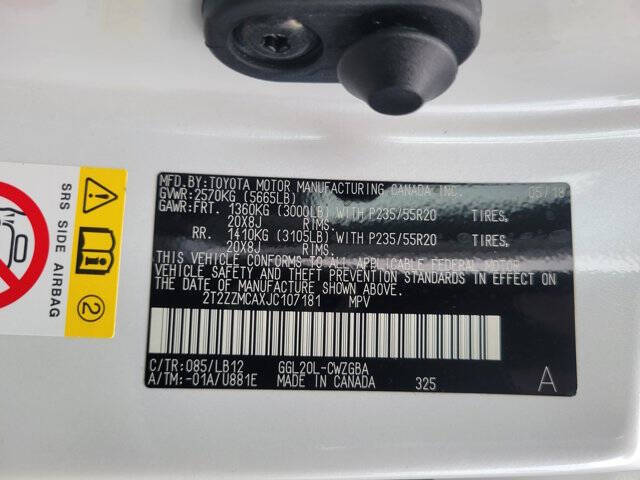 MFD.BY:TOYOTA MOTOR MANUFACTURING CANADA INC. 05/18
GVWR:2570KG (5665LB)
GAWR:FRT. 1360KG (3000LB) WITH P235/55R20 TIRES,
20X8J RIMS.
RR. 1410KG (3105LB) WITH P235/55R20 TIRES,
20X8J RIMS.
THIS VEHICLE CONFORMS TO ALL APPLICABLE FEDERAL MOTOR
VEHICLE SAFETY AND THEFT PREVENTION STANDARDS IN EFFECT ON
THE DATE OF MANUFACTURE SHOWN ABOVE.
2T2ZZMCAXJC107181 MPV
C/TR:085/LB12 GGL20L-CWZGBA
A/TM:-01A/U881E MADE IN CANADA 325 A
SRS SIDE AIRBAG
2